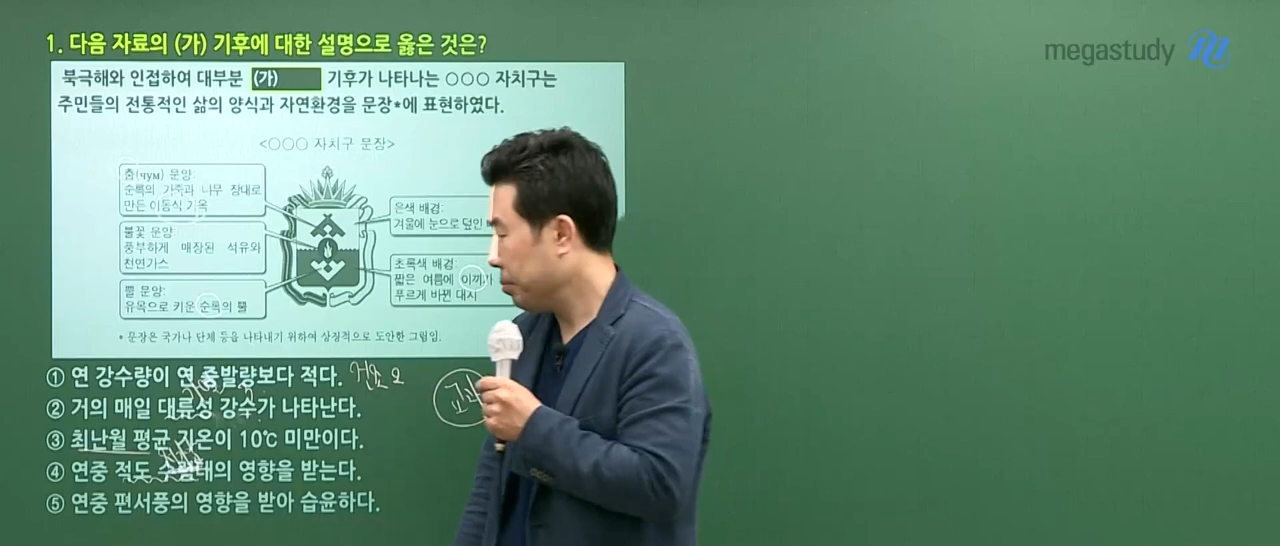 1. 다음 자료의 (가) 기후에 대한 설명으로 옳은 것은?
megastudy
북극해와 인접하여 대부분 (가) 기후가 나타나는 ○○○ 자치구는
주민들의 전통적인 삶의 양식과 자연환경을 문장*에 표현하였다.
<○○○ 자치구 문장>
춤(чум) 문양:
순록의 가죽과 나무 장대로
만든 이동식 가옥
불꽃 문양:
풍부하게 매장된 석유와
천연가스
뿔 문양:
유목으로 키운 순록의 뿔
은색 배경:
겨울에 눈으로 덮인
초록색 배경:
짧은 여름에 이끼가
푸르게 바뀐 대지
* 문장은 국가나 단체 등을 나타내기 위하여 상징적으로 도안한 그림임.
① 연 강수량이 연 증발량보다 적다.
② 거의 매일 대류성 강수가 나타난다.
③ 최난월 평균 기온이 10℃ 미만이다.
④ 연중 적도 수렴대의 영향을 받는다.
⑤ 연중 편서풍의 영향을 받아 습윤하다.